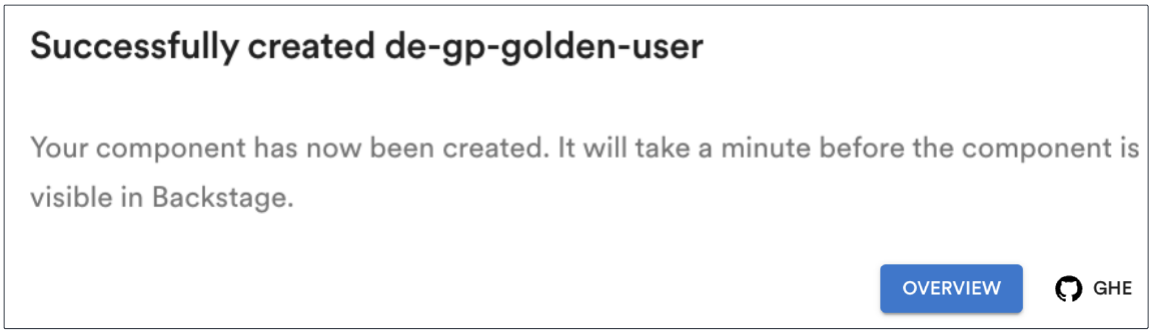 Successfully created de-gp-golden-user
Your component has now been created. It will take a minute before the component is
visible in Backstage.
OVERVIEW
GHE